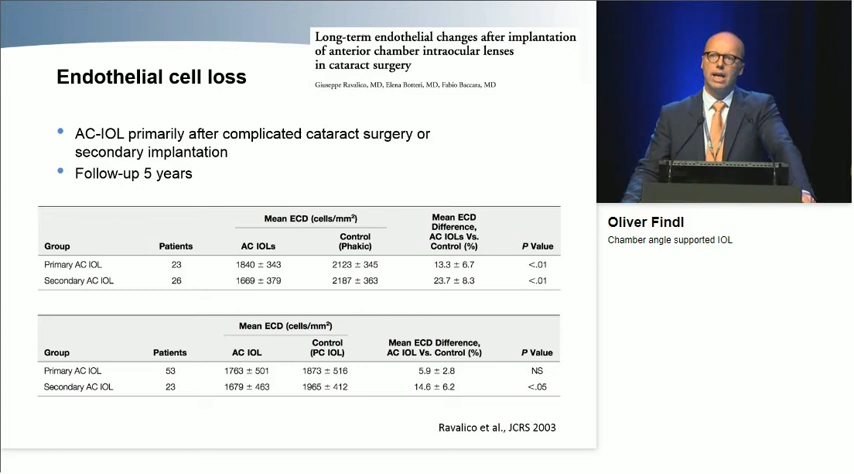 Long-term endothelial changes after implantation
of anterior chamber intraocular lenses
in cataract surgery
Giuseppe Ravalico, MD, Elena Botteri, MD, Fabio Baccara, MD
Endothelial cell loss
• AC-IOL primarily after complicated cataract surgery or
secondary implantation
• Follow-up 5 years
Mean ECD (cells/mm²) Mean ECD
Difference,
Control AC IOLs Vs.
Group Patients AC IOLs (Phakic) Control (%) P Value
Primary AC IOL 23 1840 ± 343 2123 ± 345 13.3 ± 6.7 <.01
Secondary AC IOL 26 1669 ± 379 2187 ± 363 23.7 ± 8.3 <.01
Mean ECD (cells/mm²)
Control Mean ECD Difference,
Group Patients AC IOL (PC IOL) AC IOL Vs. Control (%) P Value
Primary AC IOL 53 1763 ± 501 1873 ± 516 5.9 ± 2.8 NS
Secondary AC IOL 23 1679 ± 463 1965 ± 412 14.6 ± 6.2 <.05
Ravalico et al., JCRS 2003
Oliver Findl
Chamber angle supported IOL